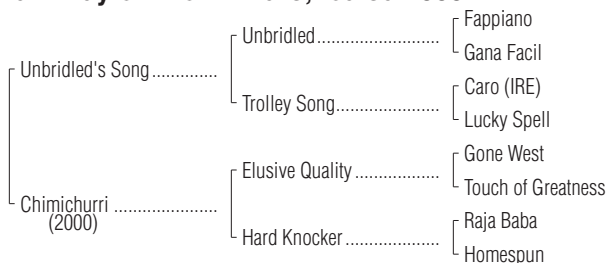 Unbridled's Song..............
Chimichurri .....................
(2000)
Unbridled.........................
Trolley Song.....................
Elusive Quality .................
Hard Knocker...................
Fappiano
Gana Facil
Caro (IRE)
Lucky Spell
Gone West
Touch of Greatness
Raja Baba
Homespun